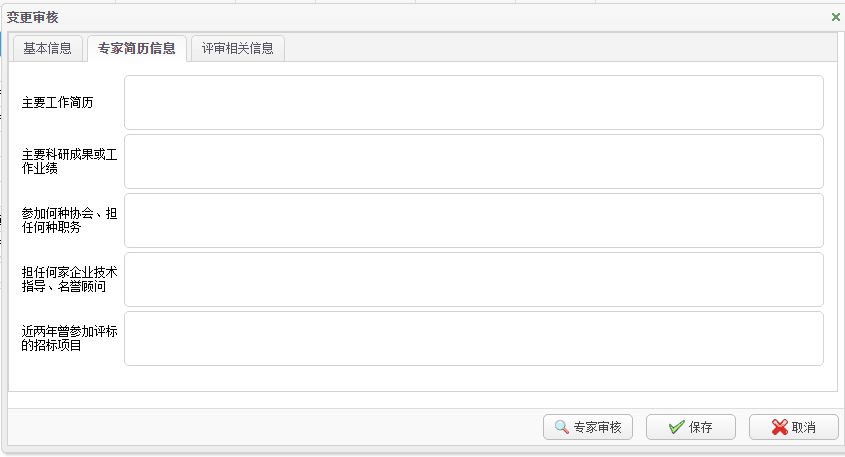 变更审核
基本信息
专家简历信息
评审相关信息
主要工作简历
主要科研成果或工
作业绩
参加何种协会、担
任何种职务
担任何家企业技术
指导、名誉顾问
近两年曾参加评标
的招标项目
专家审核
保存
取消